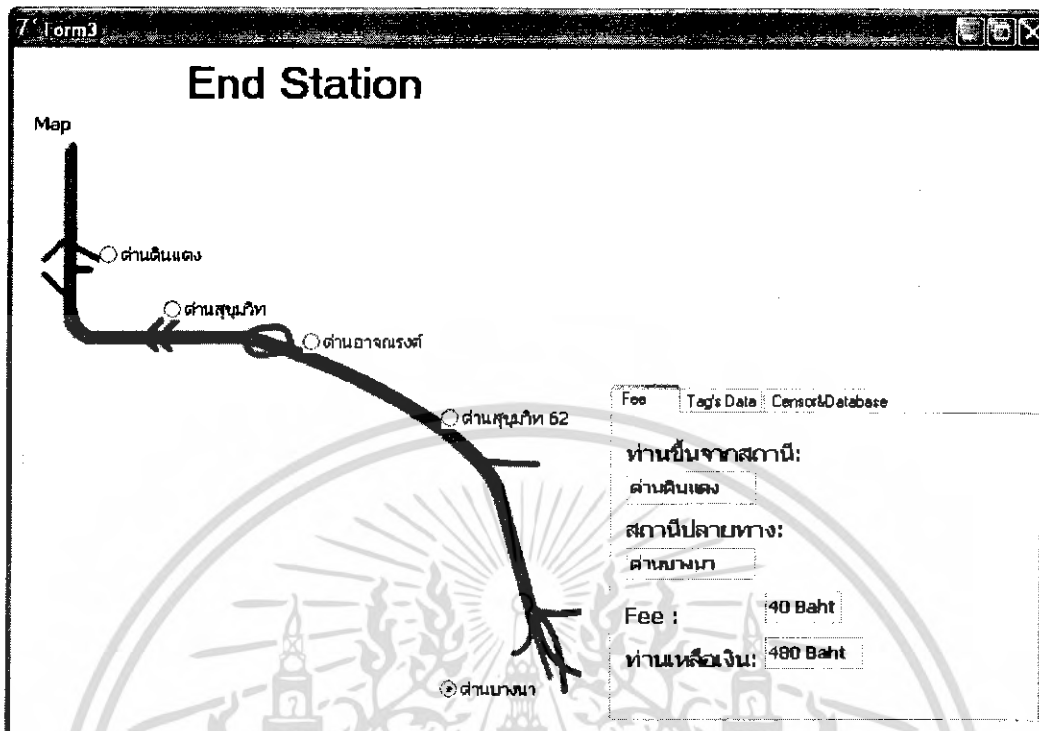 Form3
End Station
Map
ด่านดินแดง
ด่านสุขุมวิท
ด่านอาจณรงค์
ด่านสุขุมวิท 62
ด่านบางนา
Fee
Tag's Data
Censor&Database
ท่านขึ้นจากสถานี:
ด่านดินแดง
สถานีปลายทาง:
ด่านบางนา
Fee :
40 Baht
ท่านเหลือเงิน:
480 Baht